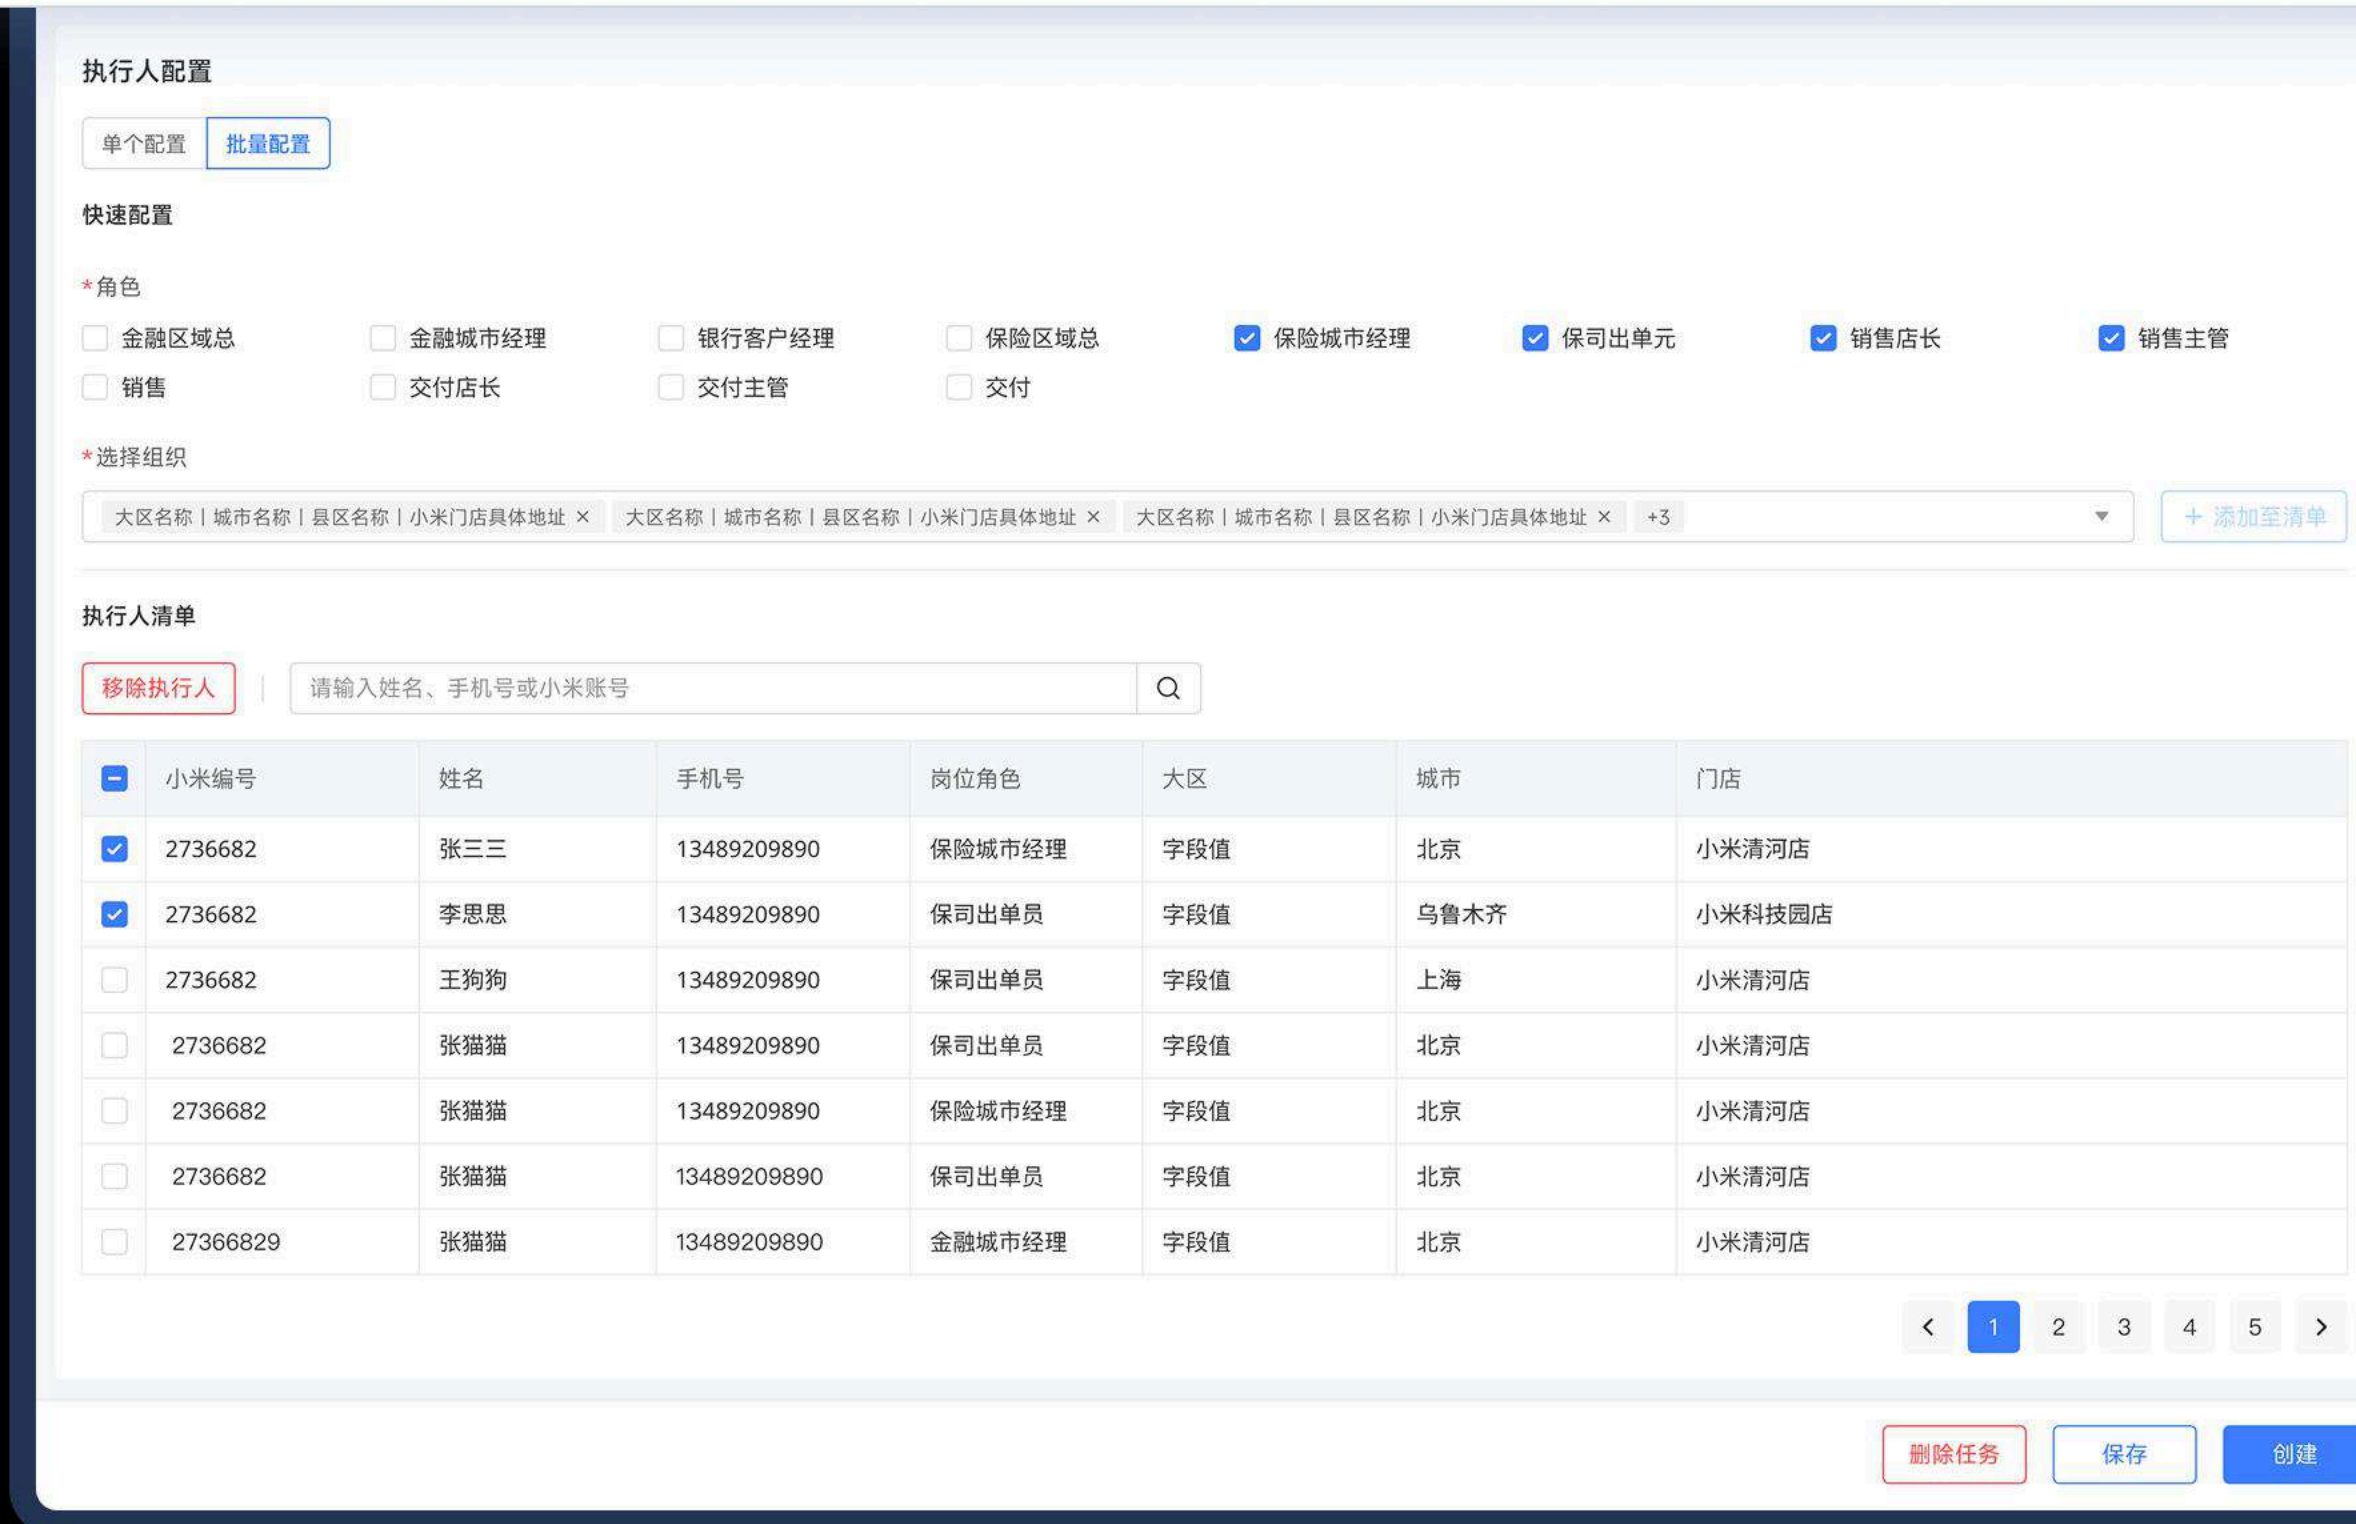 执行人配置
单个配置 批量配置
快速配置
*角色
金融区域总 金融城市经理 银行客户经理 保险区域总 保险城市经理 保司出单元 销售店长 销售主管
销售 交付店长 交付主管 交付
*选择组织
大区名称 | 城市名称 | 县区名称 | 小米门店具体地址 × 大区名称 | 城市名称 | 县区名称 | 小米门店具体地址 × 大区名称 | 城市名称 | 县区名称 | 小米门店具体地址 × +3 + 添加至清单
执行人清单
移除执行人 请输入姓名、手机号或小米账号
小米编号 姓名 手机号 岗位角色 大区 城市 门店
2736682 张三三 13489209890 保险城市经理 字段值 北京 小米清河店
2736682 李思思 13489209890 保司出单员 字段值 乌鲁木齐 小米科技园店
2736682 王狗狗 13489209890 保司出单员 字段值 上海 小米清河店
2736682 张猫猫 13489209890 保司出单员 字段值 北京 小米清河店
2736682 张猫猫 13489209890 保险城市经理 字段值 北京 小米清河店
2736682 张猫猫 13489209890 保司出单员 字段值 北京 小米清河店
27366829 张猫猫 13489209890 金融城市经理 字段值 北京 小米清河店
< 1 2 3 4 5 >
删除任务 保存 创建